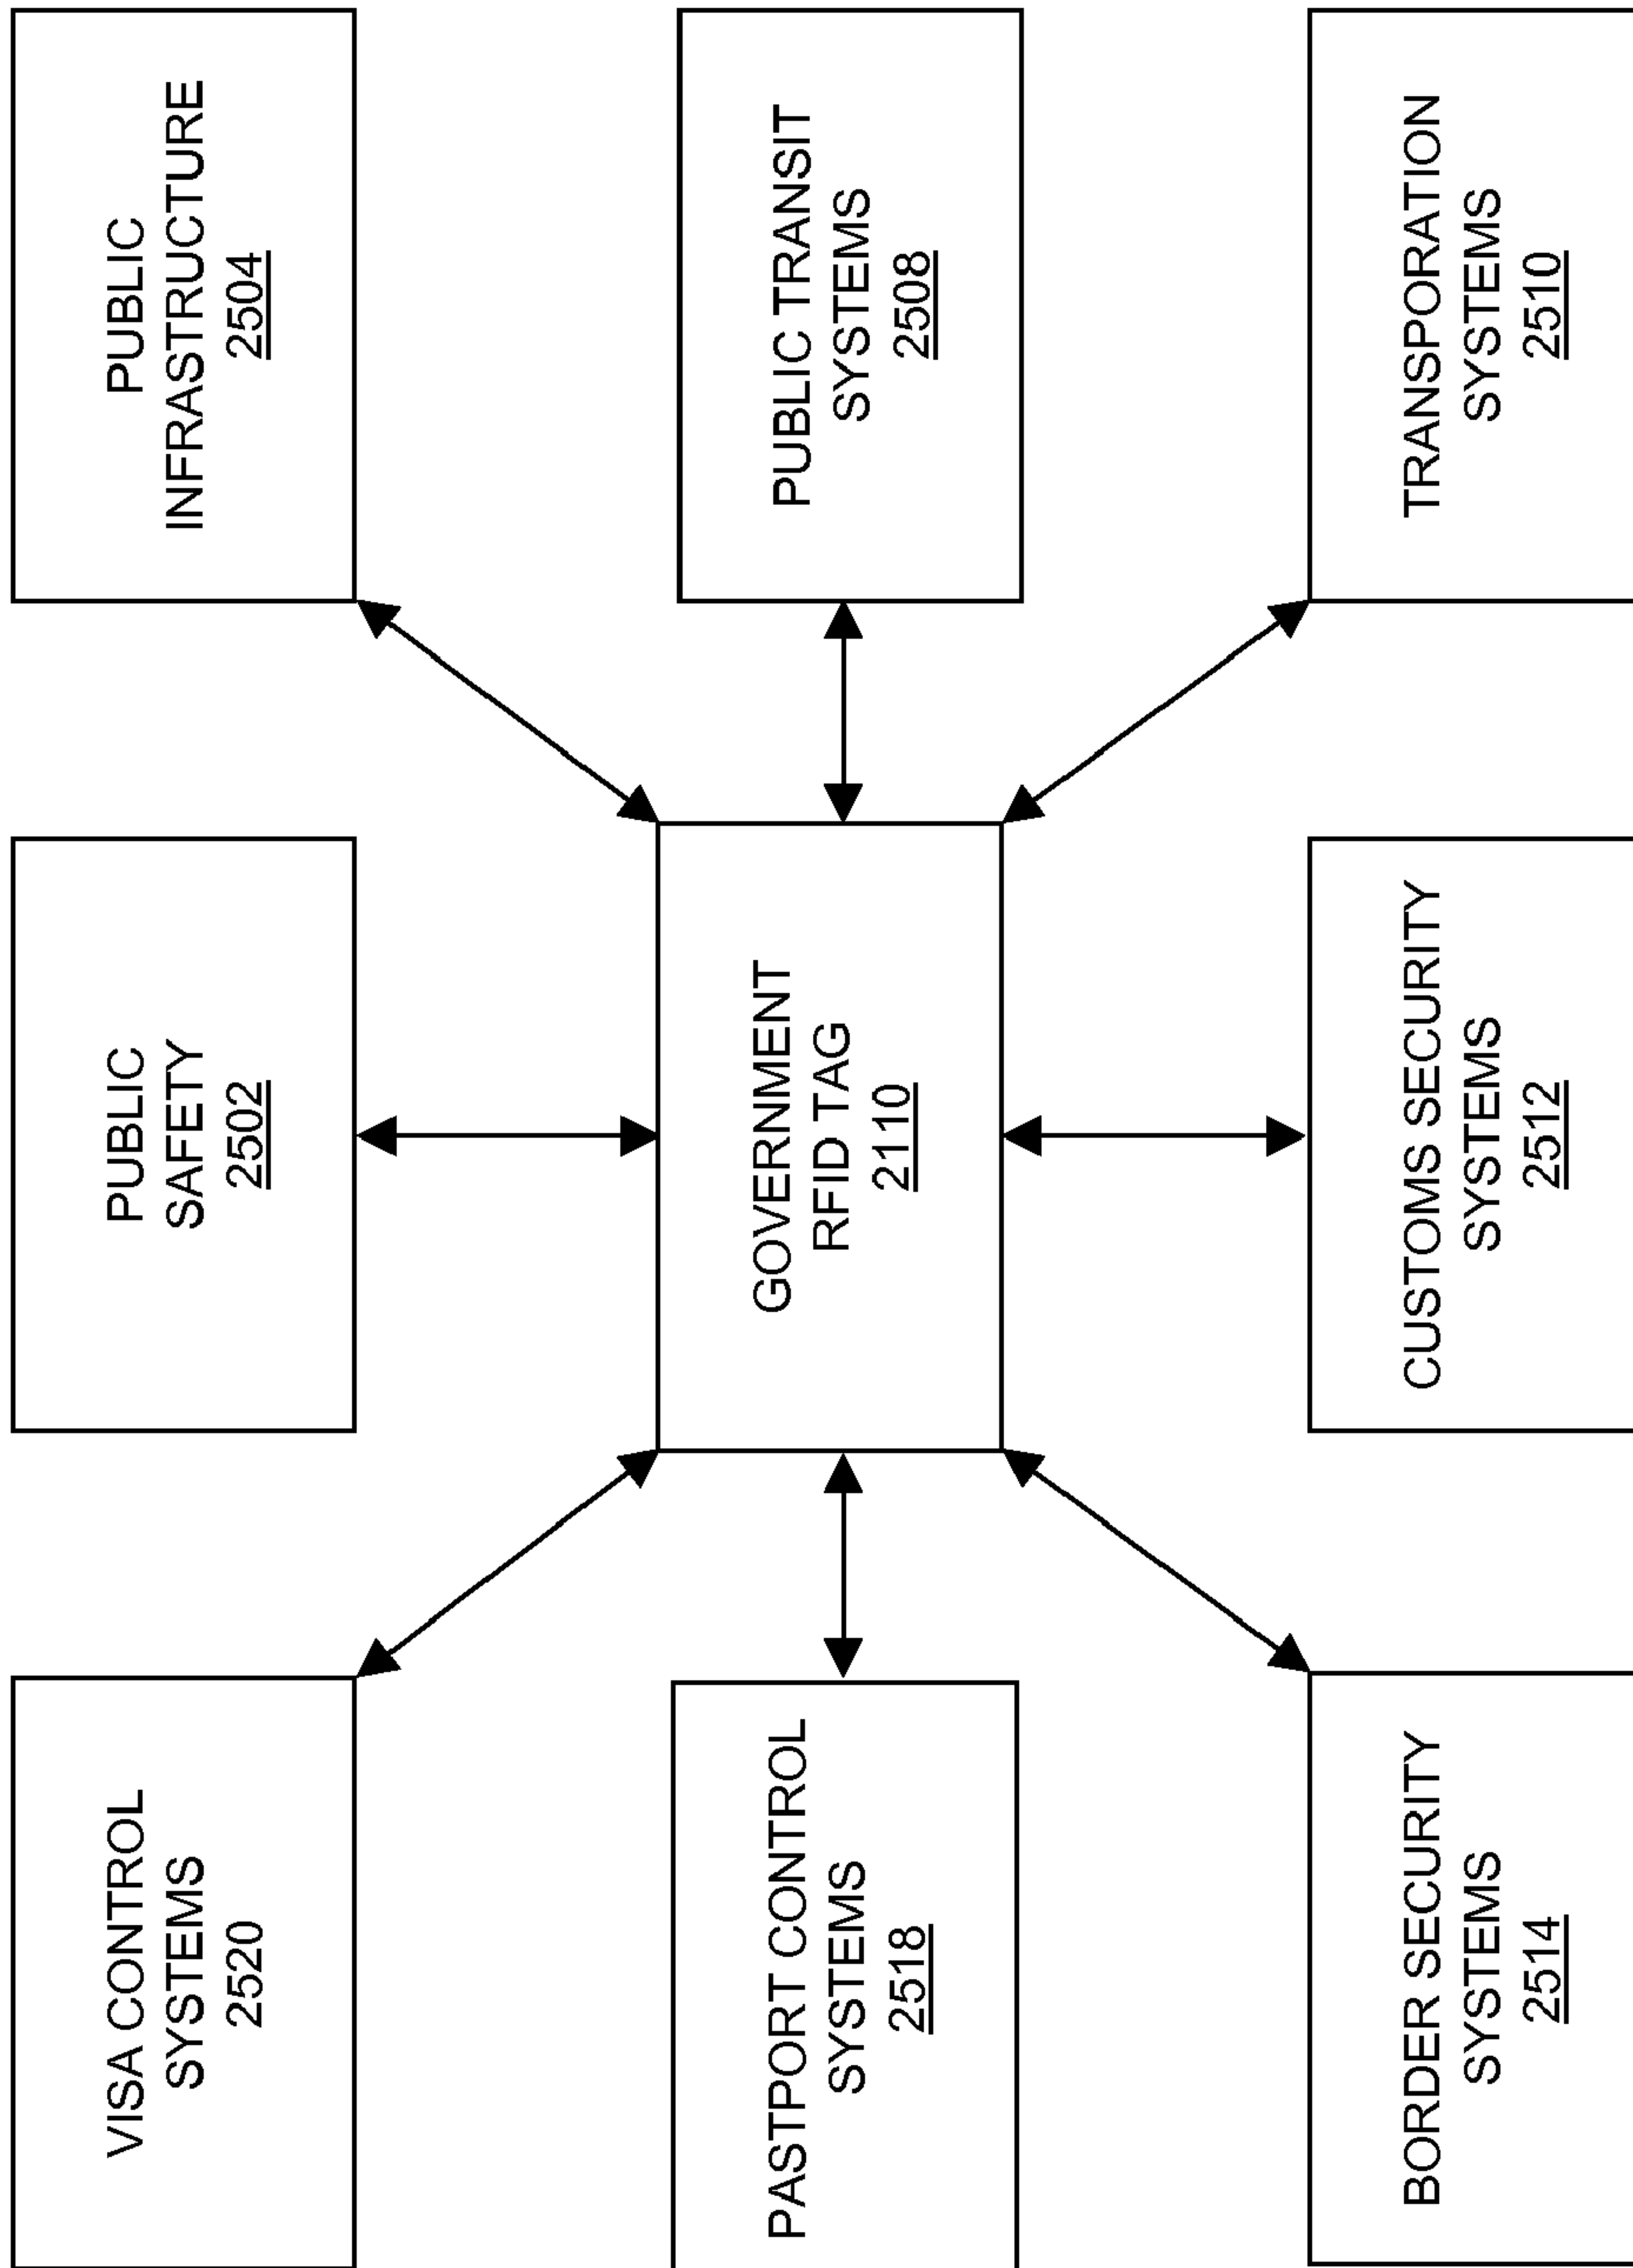 VISA CONTROL
SYSTEMS
2520
PUBLIC
SAFETY
2502
PUBLIC
INFRASTRUCTURE
2504
PASTPORT CONTROL
SYSTEMS
2518
GOVERNMENT
RFID TAG
2110
PUBLIC TRANSIT
SYSTEMS
2508
BORDER SECURITY
SYSTEMS
2514
CUSTOMS SECURITY
SYSTEMS
2512
TRANSPORATION
SYSTEMS
2510